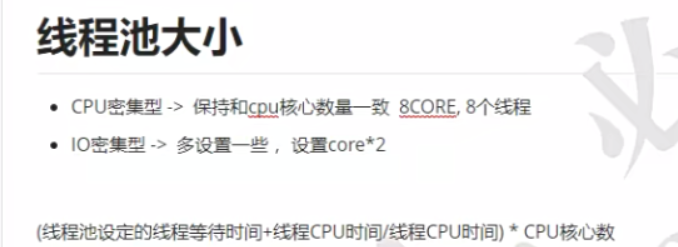 线程池大小
CPU密集型 -> 保持和cpu核心数量一致 8CORE, 8个线程
IO密集型 -> 多设置一些 ，设置core*2
(线程池设定的线程等待时间+线程CPU时间/线程CPU时间) * CPU核心数